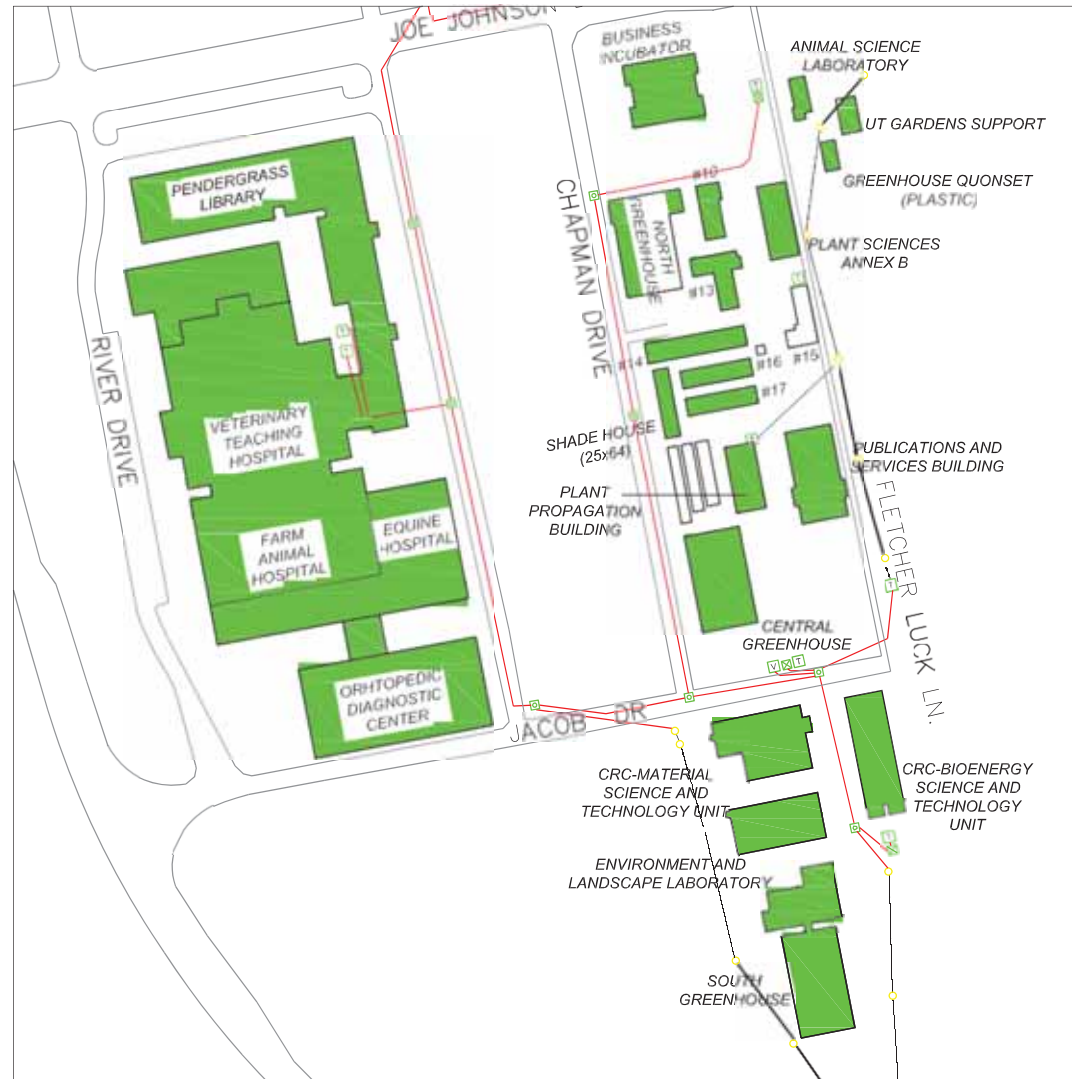 JOE JOHNSON
BUSINESS
INCUBATOR
ANIMAL SCIENCE
LABORATORY
UT GARDENS SUPPORT
GREENHOUSE QUONSET
(PLASTIC)
PLANT SCIENCES
ANNEX B
PENDERGRASS
LIBRARY
CHAPMAN DRIVE
#10
NORTH
GREENHOUSE
#13
#14
#15
#16
#17
RIVER DRIVE
VETERINARY
TEACHING
HOSPITAL
SHADE HOUSE
(25x64)
PLANT
PROPAGATION
BUILDING
PUBLICATIONS AND
SERVICES BUILDING
FARM
ANIMAL
HOSPITAL
EQUINE
HOSPITAL
FLETCHER LUCK LN.
CENTRAL
GREENHOUSE
V T
T
ORHTOPEDIC
DIAGNOSTIC
CENTER
JACOB DR
CRC-MATERIAL
SCIENCE AND
TECHNOLOGY UNIT
CRC-BIOENERGY
SCIENCE AND
TECHNOLOGY
UNIT
ENVIRONMENT AND
LANDSCAPE LABORATORY
SOUTH
GREENHOUSE